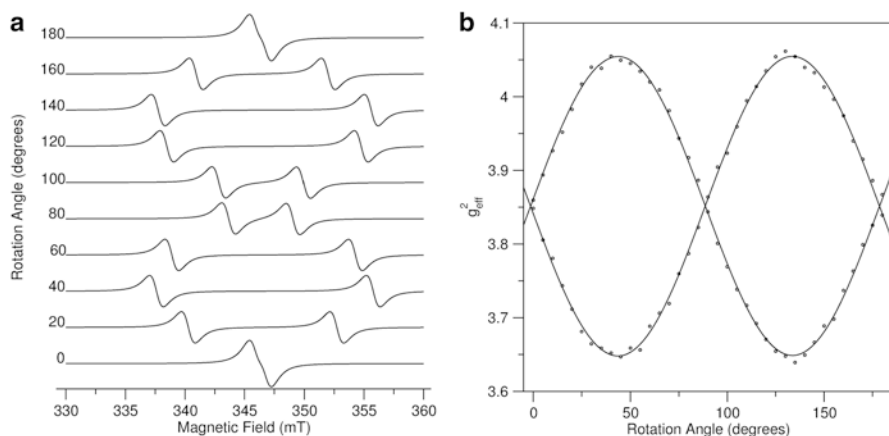 a
180
160
140
120
100
80
60
40
20
0
Rotation Angle (degrees)
330 335 340 345 350 355 360
Magnetic Field (mT)
b
4.1
4
3.9
3.8
3.7
3.6
g²eff
0 50 100 150
Rotation Angle (degrees)